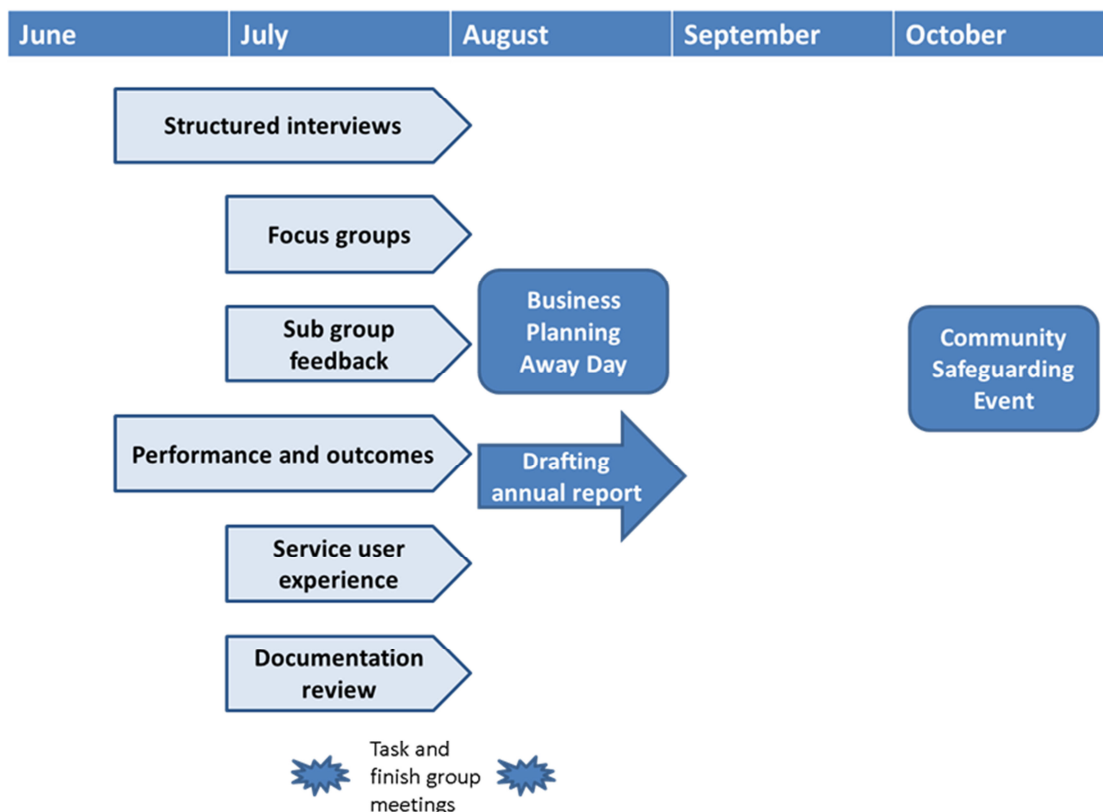 June July August September October
Structured interviews
Focus groups
Sub group
feedback
Business
Planning
Away Day
Community
Safeguarding
Event
Performance and outcomes
Drafting
annual report
Service user
experience
Documentation
review
Task and
finish group
meetings